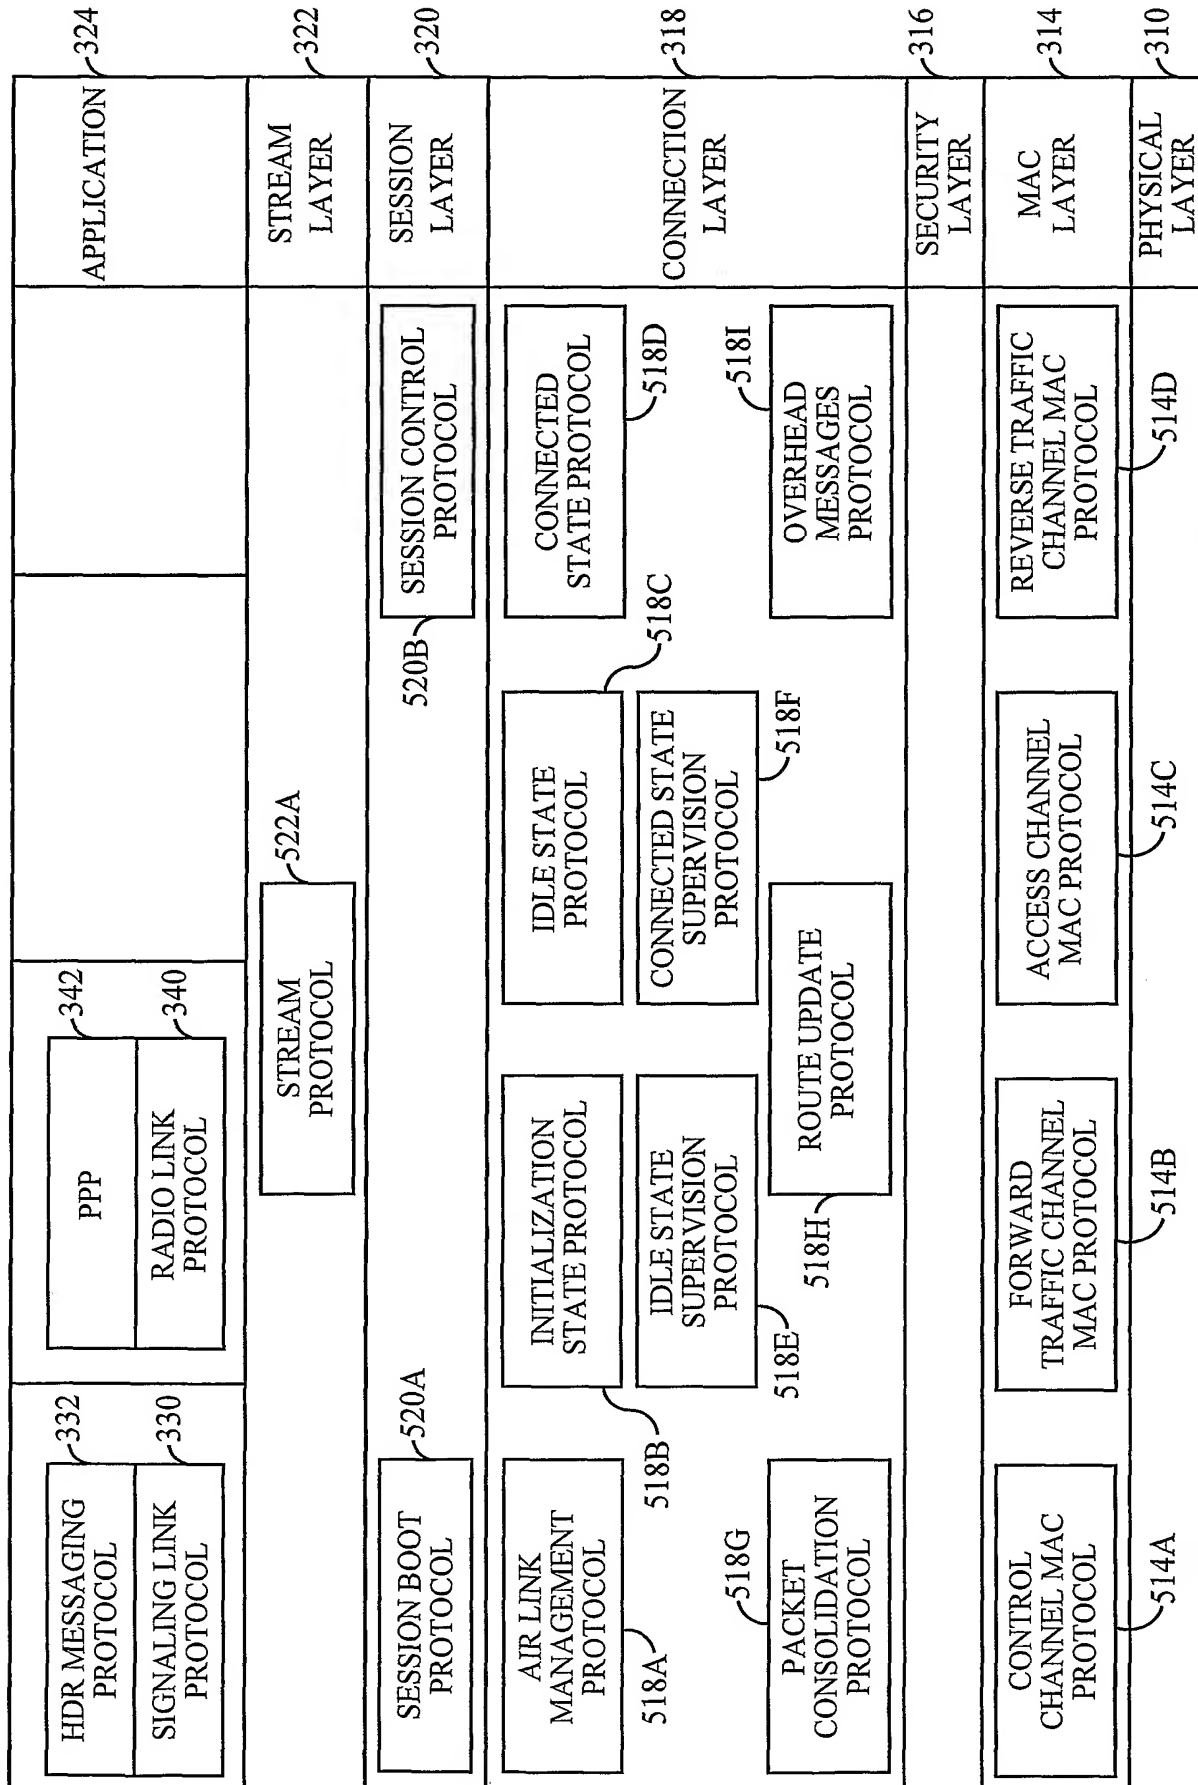 HDR MESSAGING
PROTOCOL
332
SIGNALING LINK
PROTOCOL
330
PPP
342
RADIO LINK
PROTOCOL
340
APPLICATION
324
STREAM
PROTOCOL
522A
STREAM
LAYER
322
SESSION BOOT
PROTOCOL
520A
520B
SESSION CONTROL
PROTOCOL
SESSION
LAYER
320
AIR LINK
MANAGEMENT
PROTOCOL
518A
INITIALIZATION
STATE PROTOCOL
518B
IDLE STATE
PROTOCOL
518C
CONNECTED
STATE PROTOCOL
518D
IDLE STATE
SUPERVISION
PROTOCOL
518E
CONNECTED STATE
SUPERVISION
PROTOCOL
518F
518G
PACKET
CONSOLIDATION
PROTOCOL
518H
ROUTE UPDATE
PROTOCOL
518I
OVERHEAD
MESSAGES
PROTOCOL
CONNECTION
LAYER
318
SECURITY
LAYER
316
CONTROL
CHANNEL MAC
PROTOCOL
514A
FORWARD
TRAFFIC CHANNEL
MAC PROTOCOL
514B
ACCESS CHANNEL
MAC PROTOCOL
514C
REVERSE TRAFFIC
CHANNEL MAC
PROTOCOL
514D
MAC
LAYER
314
PHYSICAL
LAYER
310